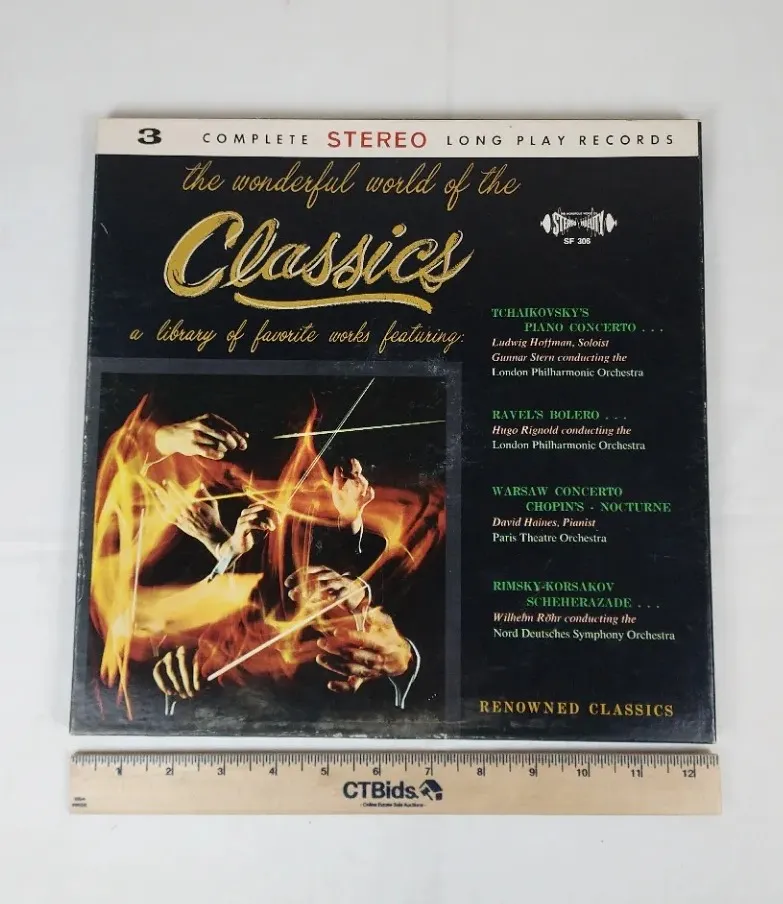 3 COMPLETE STEREO LONG PLAY RECORDS
the wonderful world of the
Classics
a library of favorite works featuring:
SF 306
TCHAIKOVSKY'S
PIANO CONCERTO . . .
Ludwig Hoffman, Soloist
Gunnar Stern conducting the
London Philharmonic Orchestra
RAVEL'S BOLERO . . .
Hugo Rignold conducting the
London Philharmonic Orchestra
WARSAW CONCERTO
CHOPIN'S - NOCTURNE
David Haines, Pianist
Paris Theatre Orchestra
RIMSKY-KORSAKOV
SCHEHERAZADE . . .
Wilhelm Röhr conducting the
Nord Deutsches Symphony Orchestra
RENOWNED CLASSICS
1 2 3 4 5 6 7 8 9 10 11 12
CTBids.
- Online Estate Sale Auctions -